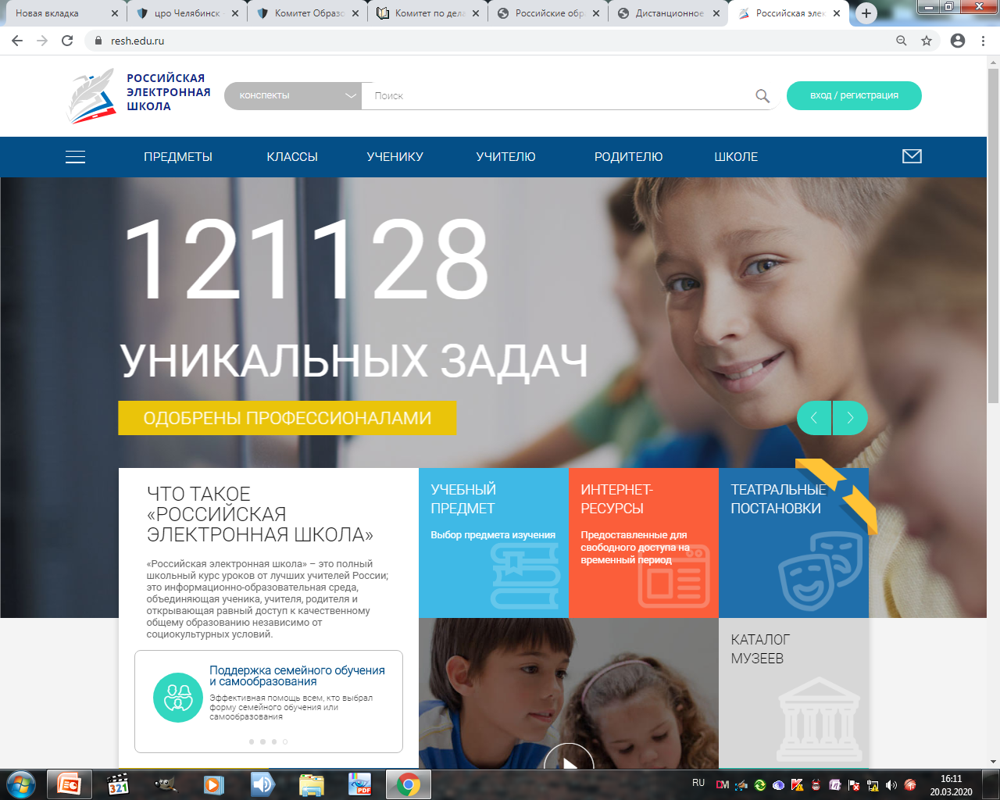 Новая вкладка
цро Челябинск
Комитет Образо
Комитет по дела
Российские обр
Дистанционное
Российская элек
resh.edu.ru
РОССИЙСКАЯ
ЭЛЕКТРОННАЯ
ШКОЛА
конспекты
Поиск
вход / регистрация
ПРЕДМЕТЫ
КЛАССЫ
УЧЕНИКУ
УЧИТЕЛЮ
РОДИТЕЛЮ
ШКОЛЕ
121128
УНИКАЛЬНЫХ ЗАДАЧ
ОДОБРЕНЫ ПРОФЕССИОНАЛАМИ
ЧТО ТАКОЕ
«РОССИЙСКАЯ
ЭЛЕКТРОННАЯ ШКОЛА»
«Российская электронная школа» – это полный
школьный курс уроков от лучших учителей России;
это информационно-образовательная среда,
объединяющая ученика, учителя, родителя и
открывающая равный доступ к качественному
общему образованию независимо от
социокультурных условий.
Поддержка семейного обучения
и самообразования
Эффективная помощь всем, кто выбрал
форму семейного обучения или
самообразования
УЧЕБНЫЙ
ПРЕДМЕТ
Выбор предмета изучения
ИНТЕРНЕТ-
РЕСУРСЫ
Предоставленные для
свободного доступа на
временный период
ТЕАТРАЛЬНЫЕ
ПОСТАНОВКИ
КАТАЛОГ
МУЗЕЕВ
321
PDF
RU
16:11
20.03.2020